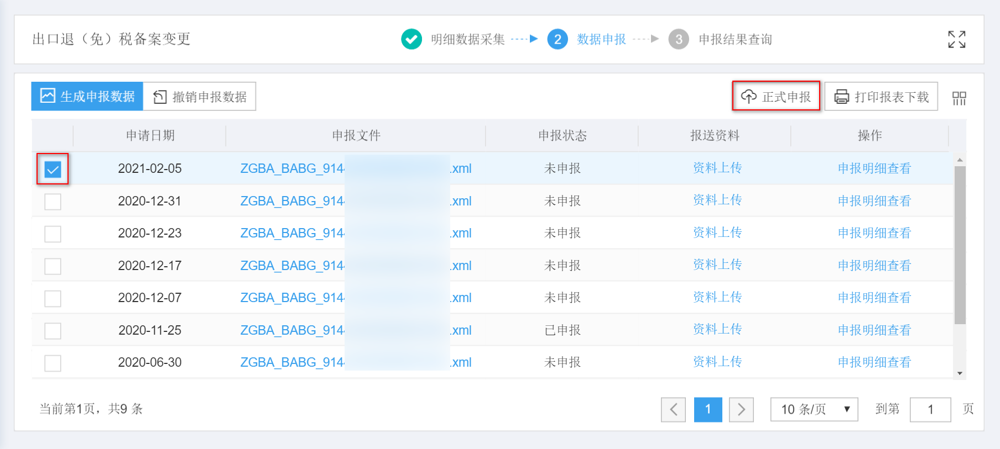 出口退（免）税备案变更
明细数据采集 2 数据申报 3 申报结果查询
生成申报数据 撤销申报数据 正式申报 打印报表下载
申请日期 申报文件 申报状态 报送资料 操作
2021-02-05 ZGBA_BABG_914 .xml 未申报 资料上传 申报明细查看
2020-12-31 ZGBA_BABG_914 .xml 未申报 资料上传 申报明细查看
2020-12-23 ZGBA_BABG_914 .xml 未申报 资料上传 申报明细查看
2020-12-17 ZGBA_BABG_914 .xml 未申报 资料上传 申报明细查看
2020-12-07 ZGBA_BABG_914 .xml 未申报 资料上传 申报明细查看
2020-11-25 ZGBA_BABG_914 .xml 已申报 资料上传 申报明细查看
2020-06-30 ZGBA_BABG_914 .xml 未申报 资料上传 申报明细查看
当前第1页，共9 条 1 10 条/页 到第 1 页